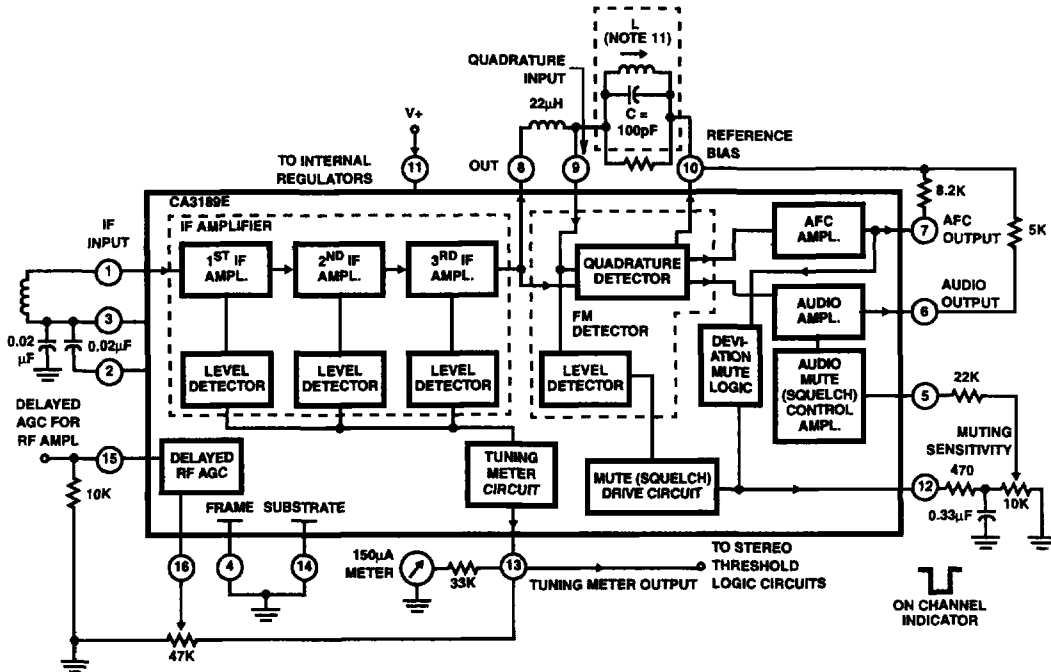 L
(NOTE 11)
QUADRATURE
INPUT
22µH
C =
100pF
V+
REFERENCE
BIAS
TO INTERNAL
REGULATORS
11
OUT
8
9
10
CA3189E
8.2K
5K
IF AMPLIFIER
IF
INPUT
1
1ST IF
AMPL.
2ND IF
AMPL.
3RD IF
AMPL.
QUADRATURE
DETECTOR
AFC
AMPL.
7
AFC
OUTPUT
3
0.02
µF
0.02µF
2
FM
DETECTOR
AUDIO
AMPL.
6
AUDIO
OUTPUT
LEVEL
DETECTOR
LEVEL
DETECTOR
LEVEL
DETECTOR
LEVEL
DETECTOR
DEVI-
ATION
MUTE
LOGIC
AUDIO
MUTE
(SQUELCH)
CONTROL
AMPL.
5
22K
DELAYED
AGC FOR
RF AMPL
15
DELAYED
RF AGC
TUNING
METER
CIRCUIT
MUTE (SQUELCH)
DRIVE CIRCUIT
MUTING
SENSITIVITY
12
470
10K
0.33µF
10K
FRAME
SUBSTRATE
16
4
14
150µA
METER
33K
13
TUNING METER OUTPUT
TO STEREO
THRESHOLD
LOGIC CIRCUITS
ON CHANNEL
INDICATOR
47K